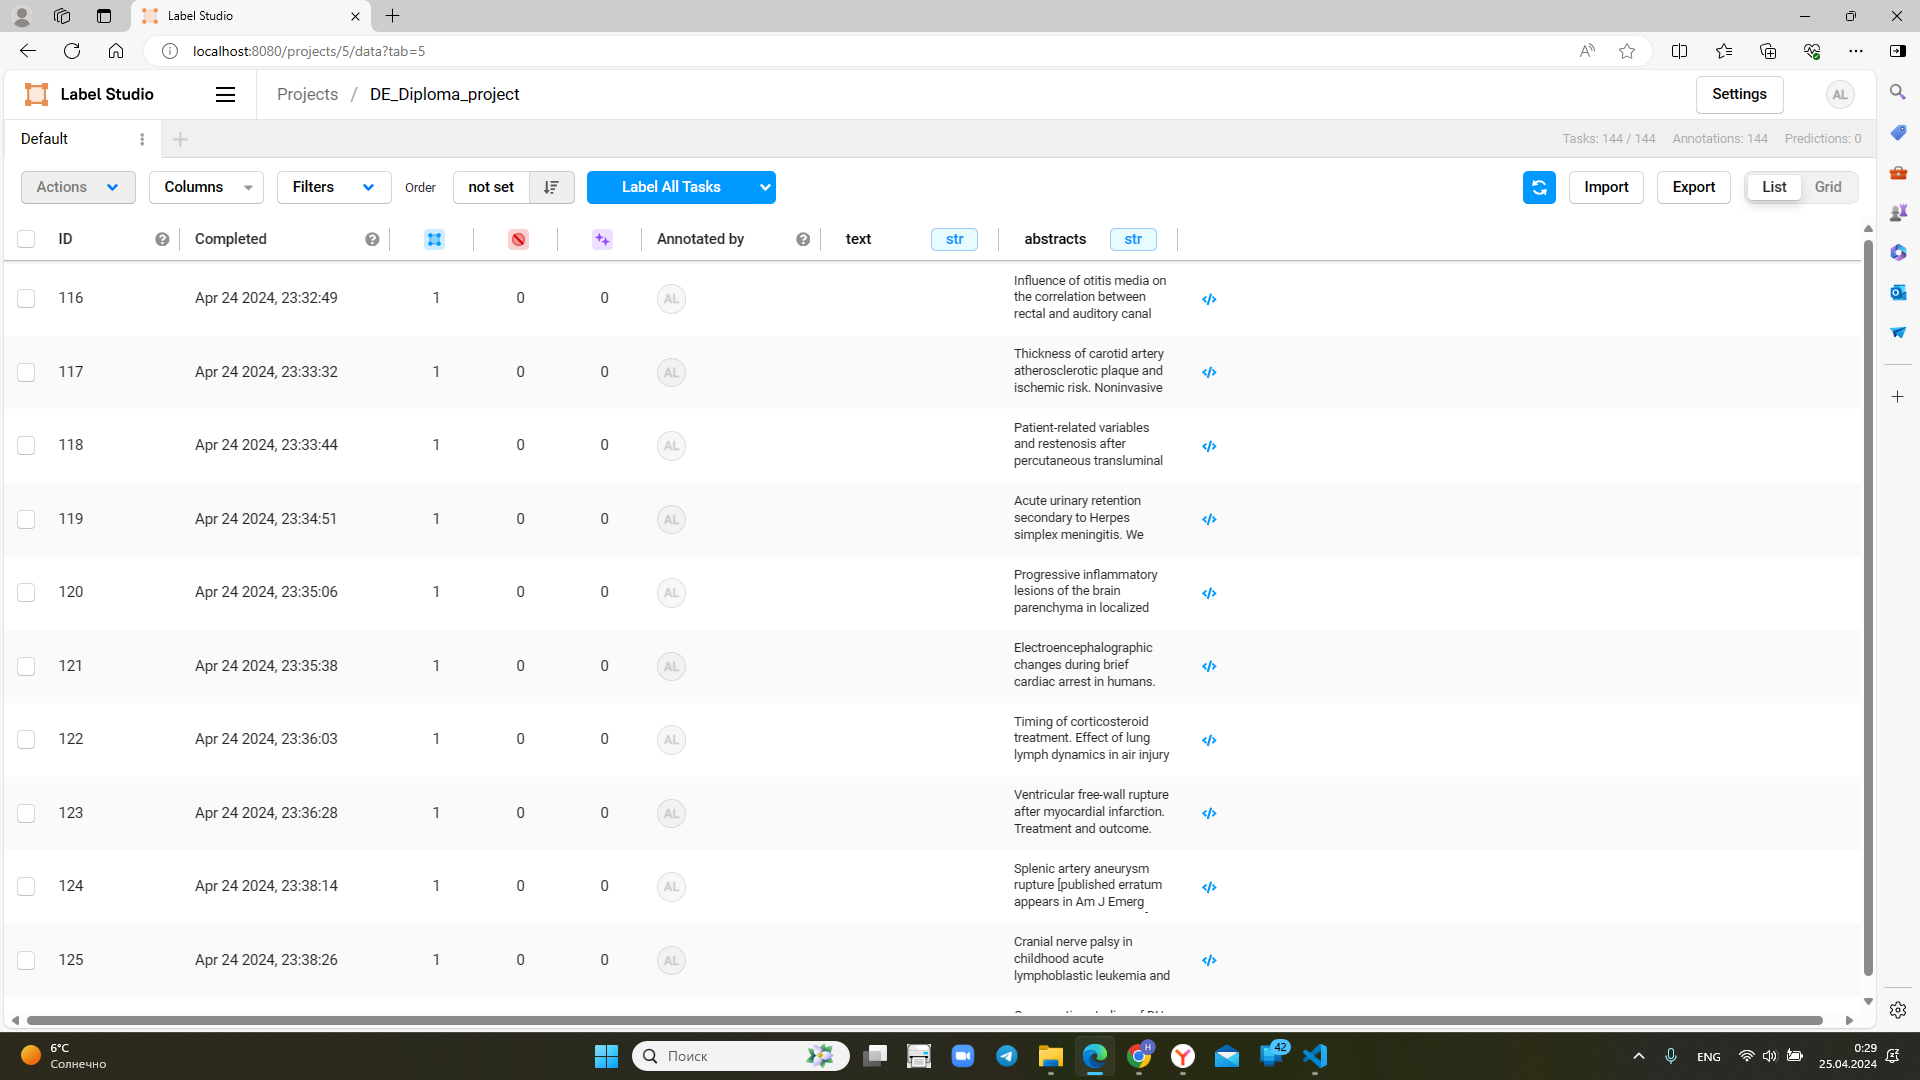 Label Studio
localhost:8080/projects/5/data?tab=5
Label Studio
Projects / DE_Diploma_project
Settings
AL
Default
Tasks: 144 / 144 Annotations: 144 Predictions: 0
Actions Columns Filters Order not set Label All Tasks Import Export List Grid
ID Completed Annotated by text str abstracts str
116 Apr 24 2024, 23:32:49 1 0 0 AL
Influence of otitis media on
the correlation between
rectal and auditory canal
117 Apr 24 2024, 23:33:32 1 0 0 AL
Thickness of carotid artery
atherosclerotic plaque and
ischemic risk. Noninvasive
118 Apr 24 2024, 23:33:44 1 0 0 AL
Patient-related variables
and restenosis after
percutaneous transluminal
119 Apr 24 2024, 23:34:51 1 0 0 AL
Acute urinary retention
secondary to Herpes
simplex meningitis. We
120 Apr 24 2024, 23:35:06 1 0 0 AL
Progressive inflammatory
lesions of the brain
parenchyma in localized
121 Apr 24 2024, 23:35:38 1 0 0 AL
Electroencephalographic
changes during brief
cardiac arrest in humans.
122 Apr 24 2024, 23:36:03 1 0 0 AL
Timing of corticosteroid
treatment. Effect of lung
lymph dynamics in air injury
123 Apr 24 2024, 23:36:28 1 0 0 AL
Ventricular free-wall rupture
after myocardial infarction.
Treatment and outcome.
124 Apr 24 2024, 23:38:14 1 0 0 AL
Splenic artery aneurysm
rupture [published erratum
appears in Am J Emerg
125 Apr 24 2024, 23:38:26 1 0 0 AL
Cranial nerve palsy in
childhood acute
lymphoblastic leukemia and
6°C
Солнечно
Поиск
H
42
ENG
0:29
25.04.2024